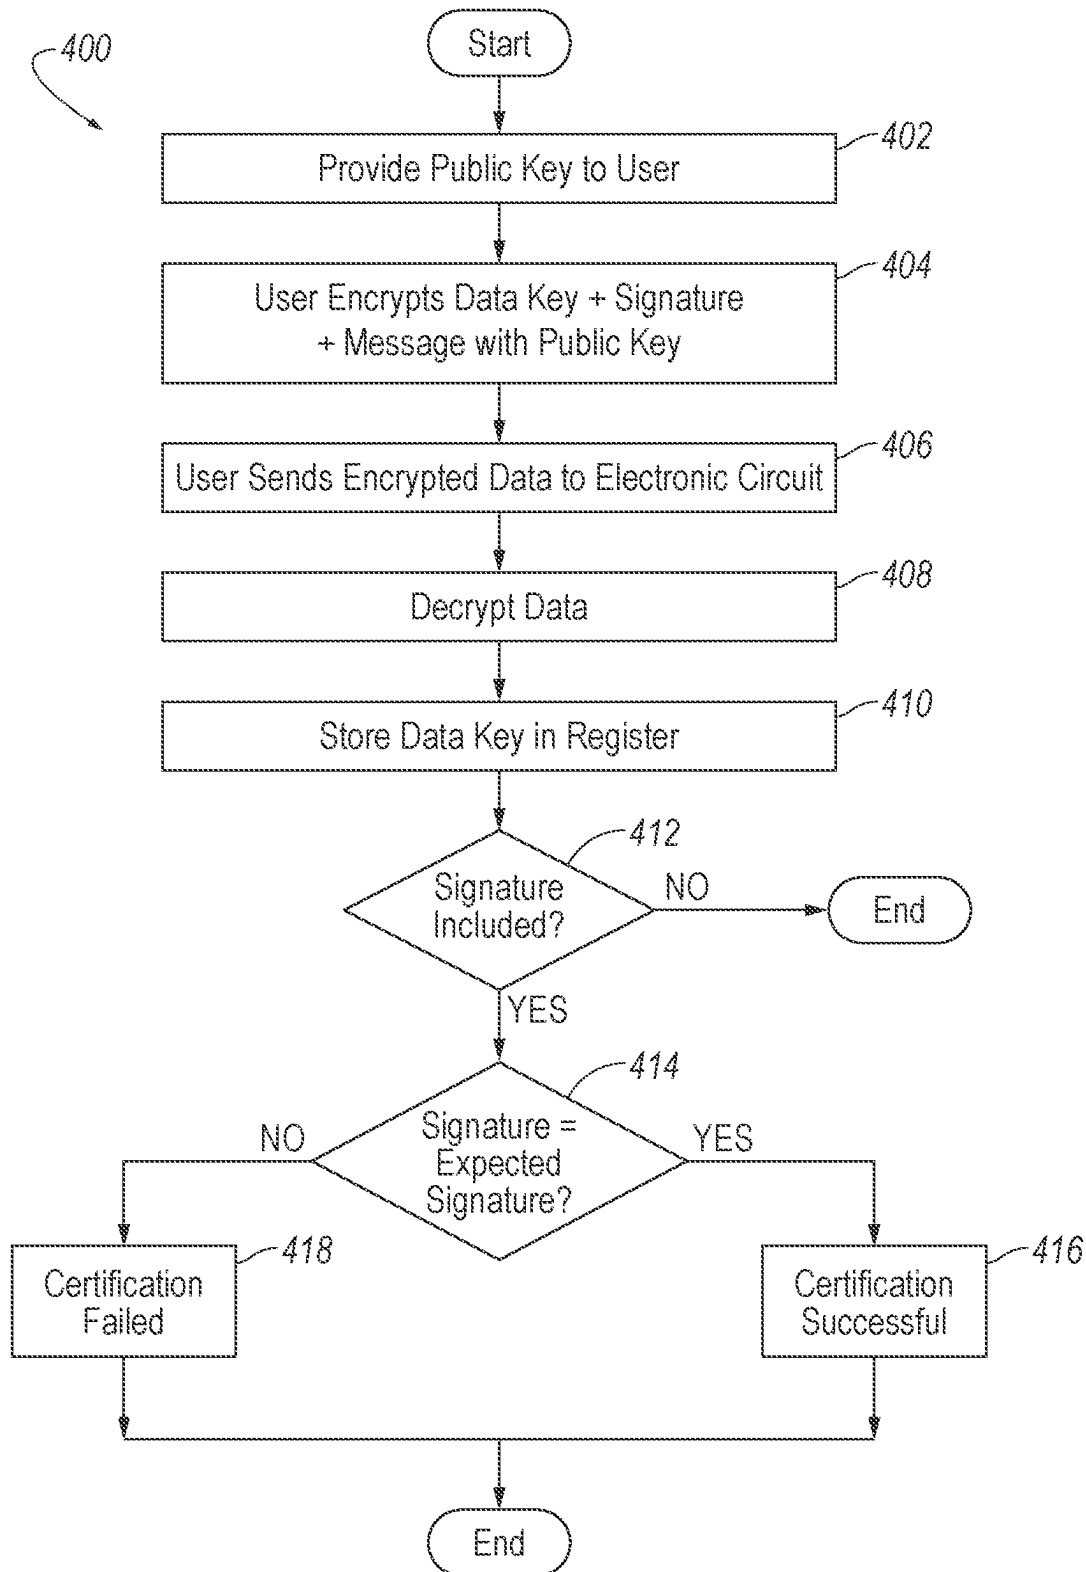 Start
400
402
Provide Public Key to User
404
User Encrypts Data Key + Signature
+ Message with Public Key
406
User Sends Encrypted Data to Electronic Circuit
408
Decrypt Data
410
Store Data Key in Register
412
Signature
Included?
NO
End
YES
414
Signature =
Expected
Signature?
NO
YES
418
Certification
Failed
416
Certification
Successful
End